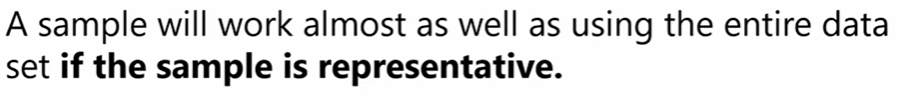 A sample will work almost as well as using the entire data
set if the sample is representative.